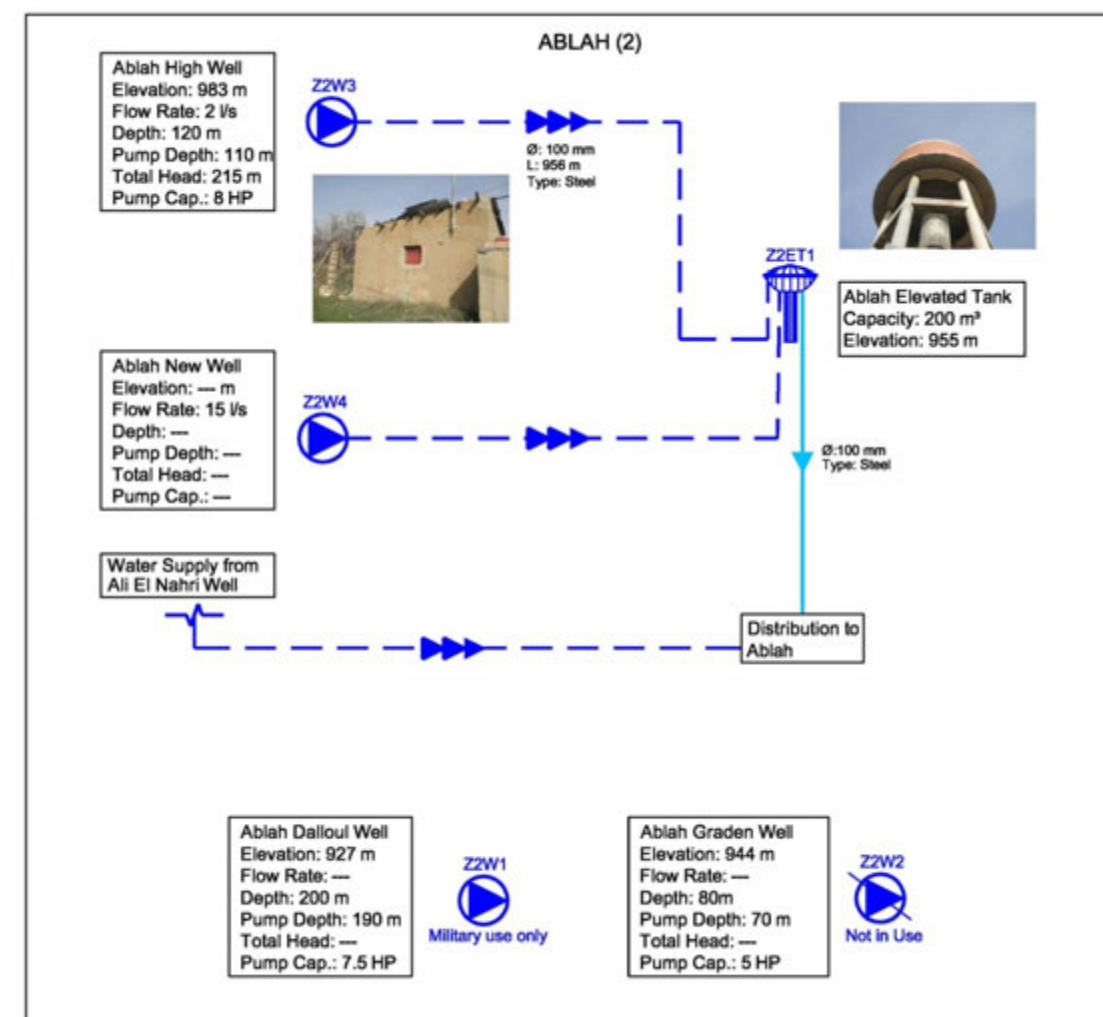 ABLAH (2)
Ablah High Well
Elevation: 983 m
Flow Rate: 2 l/s
Depth: 120 m
Pump Depth: 110 m
Total Head: 215 m
Pump Cap.: 8 HP
Z2W3
Ø: 100 mm
L: 956 m
Type: Steel
Z2ET1
Ablah Elevated Tank
Capacity: 200 m³
Elevation: 955 m
Ablah New Well
Elevation: --- m
Flow Rate: 15 l/s
Depth: ---
Pump Depth: ---
Total Head: ---
Pump Cap.: ---
Z2W4
Ø:100 mm
Type: Steel
Water Supply from
Ali El Nahri Well
Distribution to
Ablah
Ablah Dalloul Well
Elevation: 927 m
Flow Rate: ---
Depth: 200 m
Pump Depth: 190 m
Total Head: ---
Pump Cap.: 7.5 HP
Z2W1
Military use only
Ablah Graden Well
Elevation: 944 m
Flow Rate: ---
Depth: 80m
Pump Depth: 70 m
Total Head: ---
Pump Cap.: 5 HP
Z2W2
Not in Use